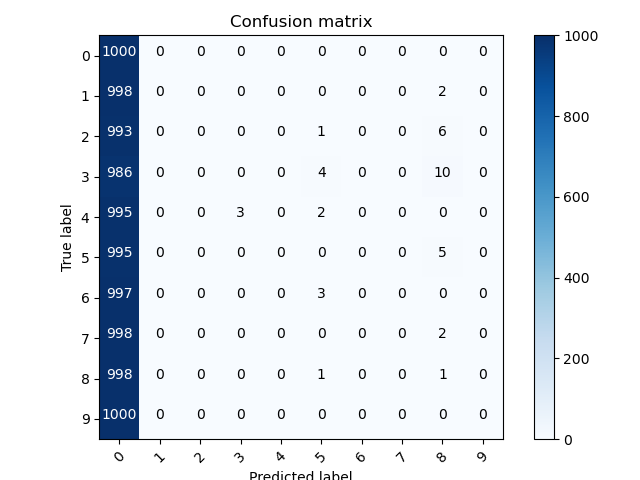 Confusion matrix
True label
0 1000 0 0 0 0 0 0 0 0 0
1 998 0 0 0 0 0 0 0 2 0
2 993 0 0 0 0 1 0 0 6 0
3 986 0 0 0 0 4 0 0 10 0
4 995 0 0 3 0 2 0 0 0 0
5 995 0 0 0 0 0 0 0 5 0
6 997 0 0 0 0 3 0 0 0 0
7 998 0 0 0 0 0 0 0 2 0
8 998 0 0 0 0 1 0 0 1 0
9 1000 0 0 0 0 0 0 0 0 0
0 1 2 3 4 5 6 7 8 9
Predicted label
1000
800
600
400
200
0